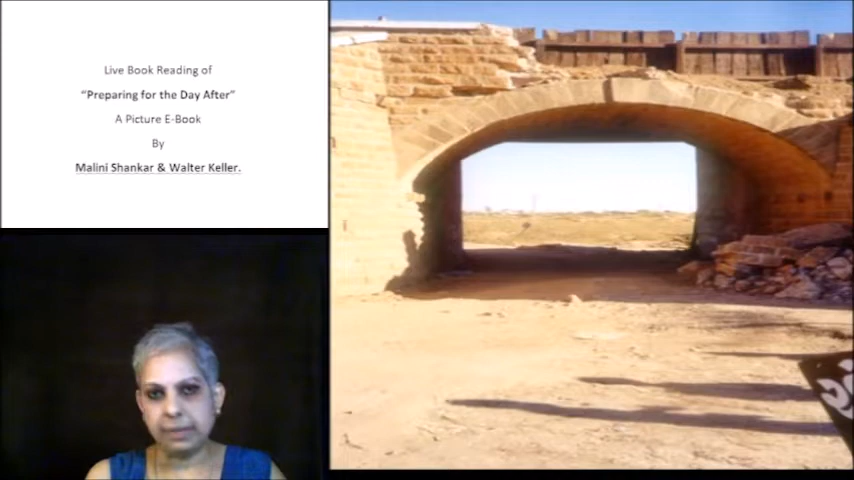 Live Book Reading of
“Preparing for the Day After”
A Picture E-Book
By
Malini Shankar & Walter Keller.